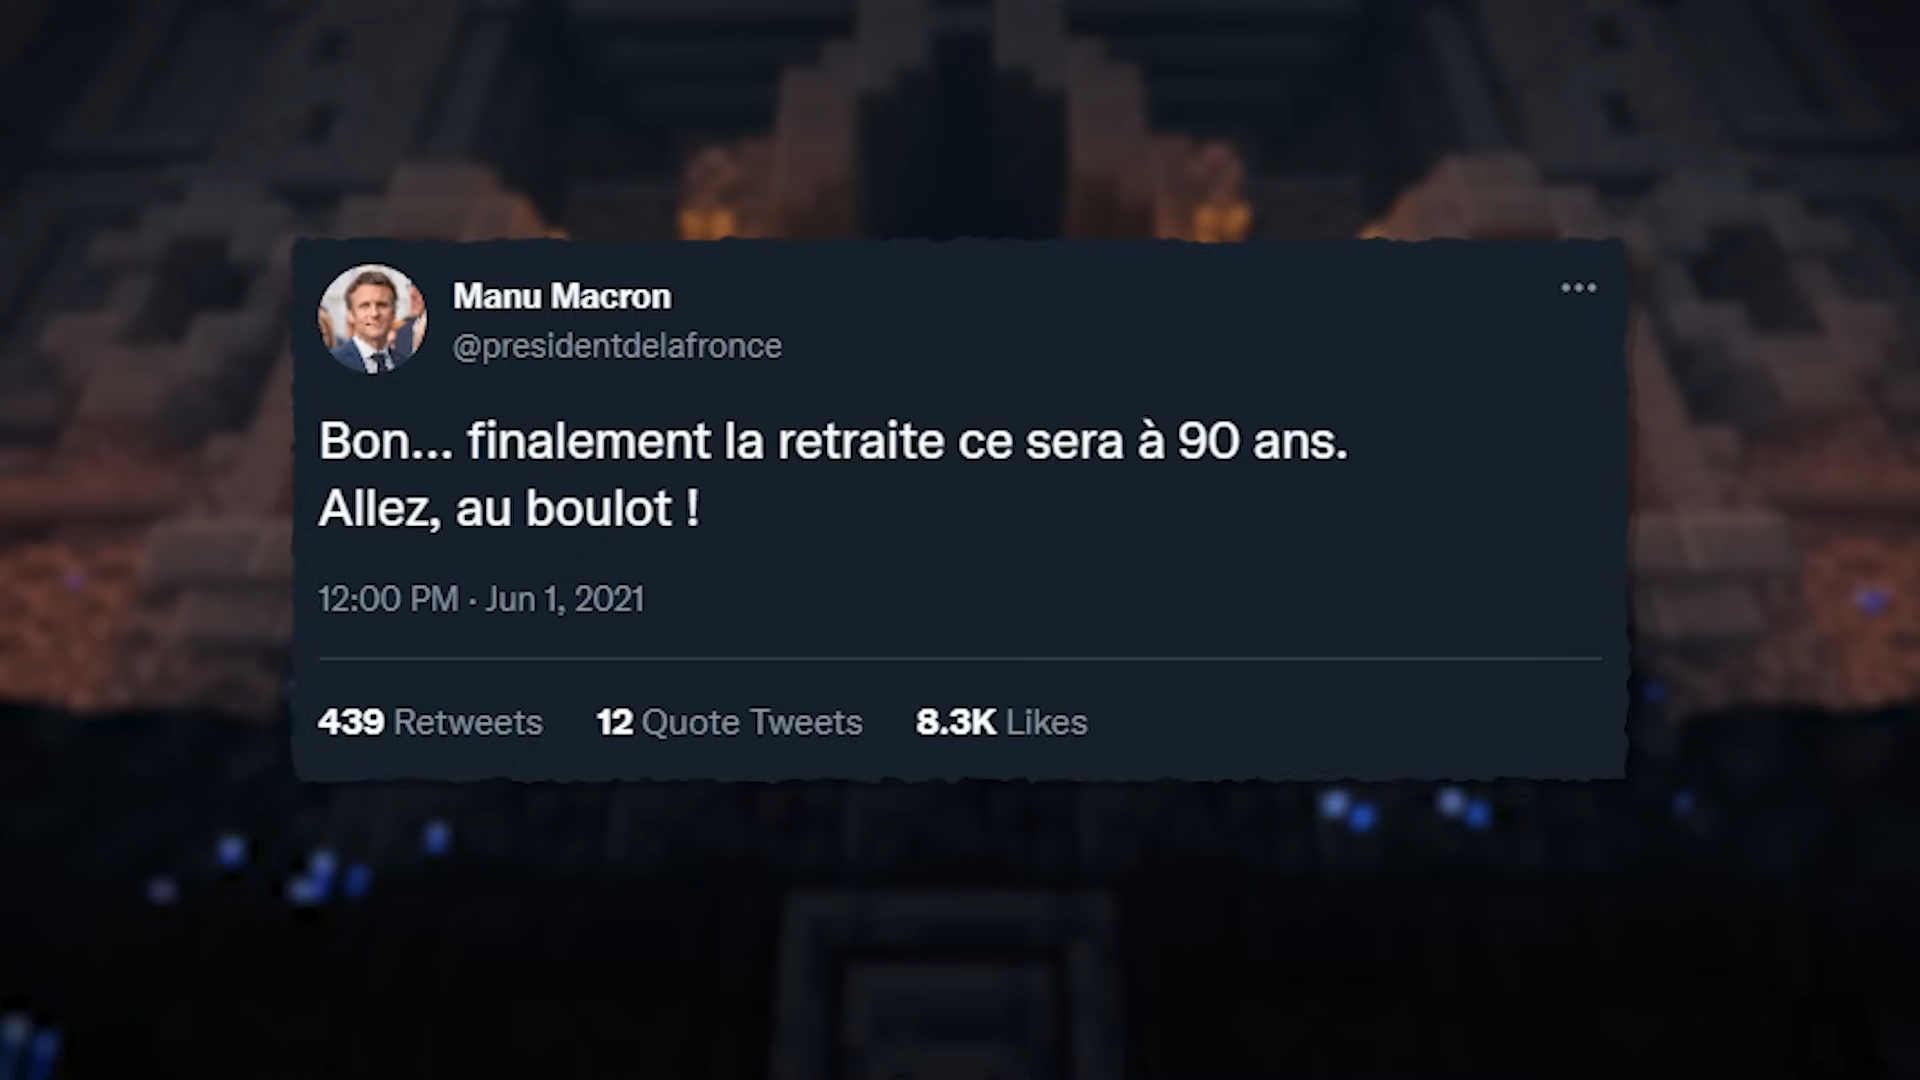 Manu Macron
@presidentdelafronce
Bon... finalement la retraite ce sera à 90 ans.
Allez, au boulot !
12:00 PM · Jun 1, 2021
439 Retweets 12 Quote Tweets 8.3K Likes